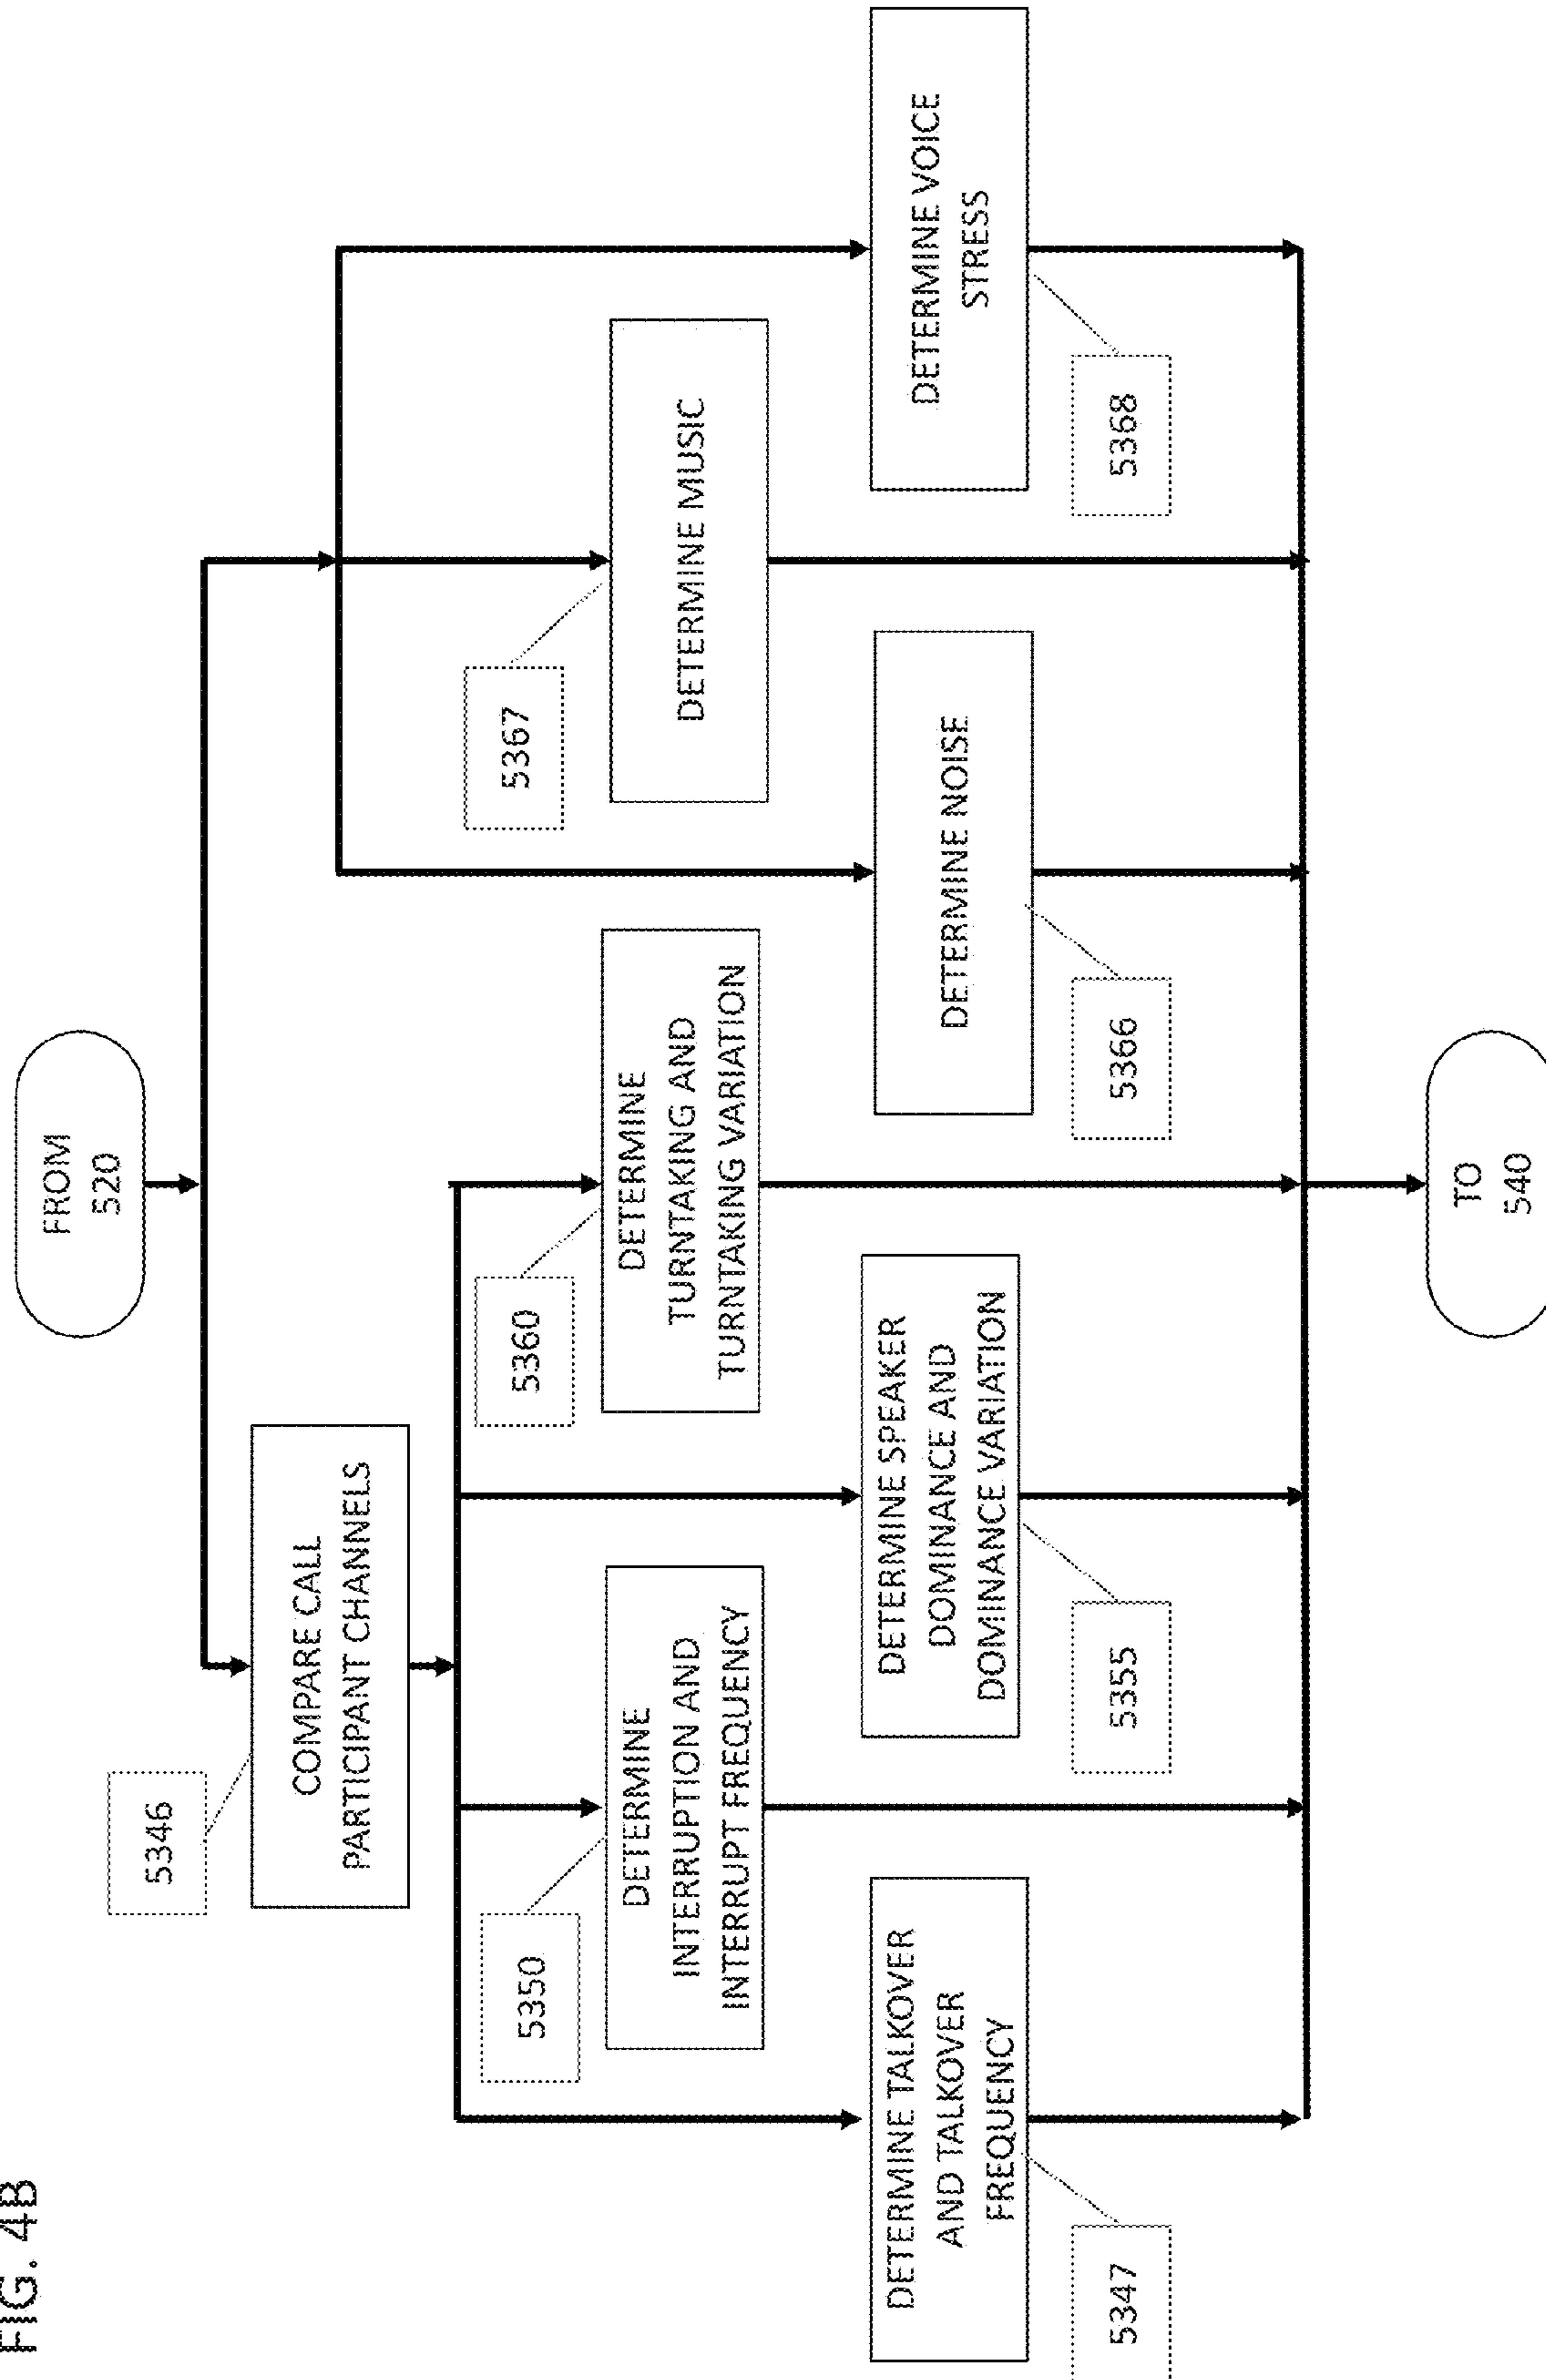 FIG. 4B
FROM
520
5346
COMPARE CALL
PARTICIPANT CHANNELS
5350
DETERMINE
INTERRUPTION AND
INTERRUPT FREQUENCY
5360
DETERMINE
TURNTAKING AND
TURNTAKING VARIATION
5367
DETERMINE MUSIC
DETERMINE TALKOVER
AND TALKOVER
FREQUENCY
5347
DETERMINE SPEAKER
DOMINANCE AND
DOMINANCE VARIATION
5355
DETERMINE NOISE
5366
DETERMINE VOICE
STRESS
5368
TO
540